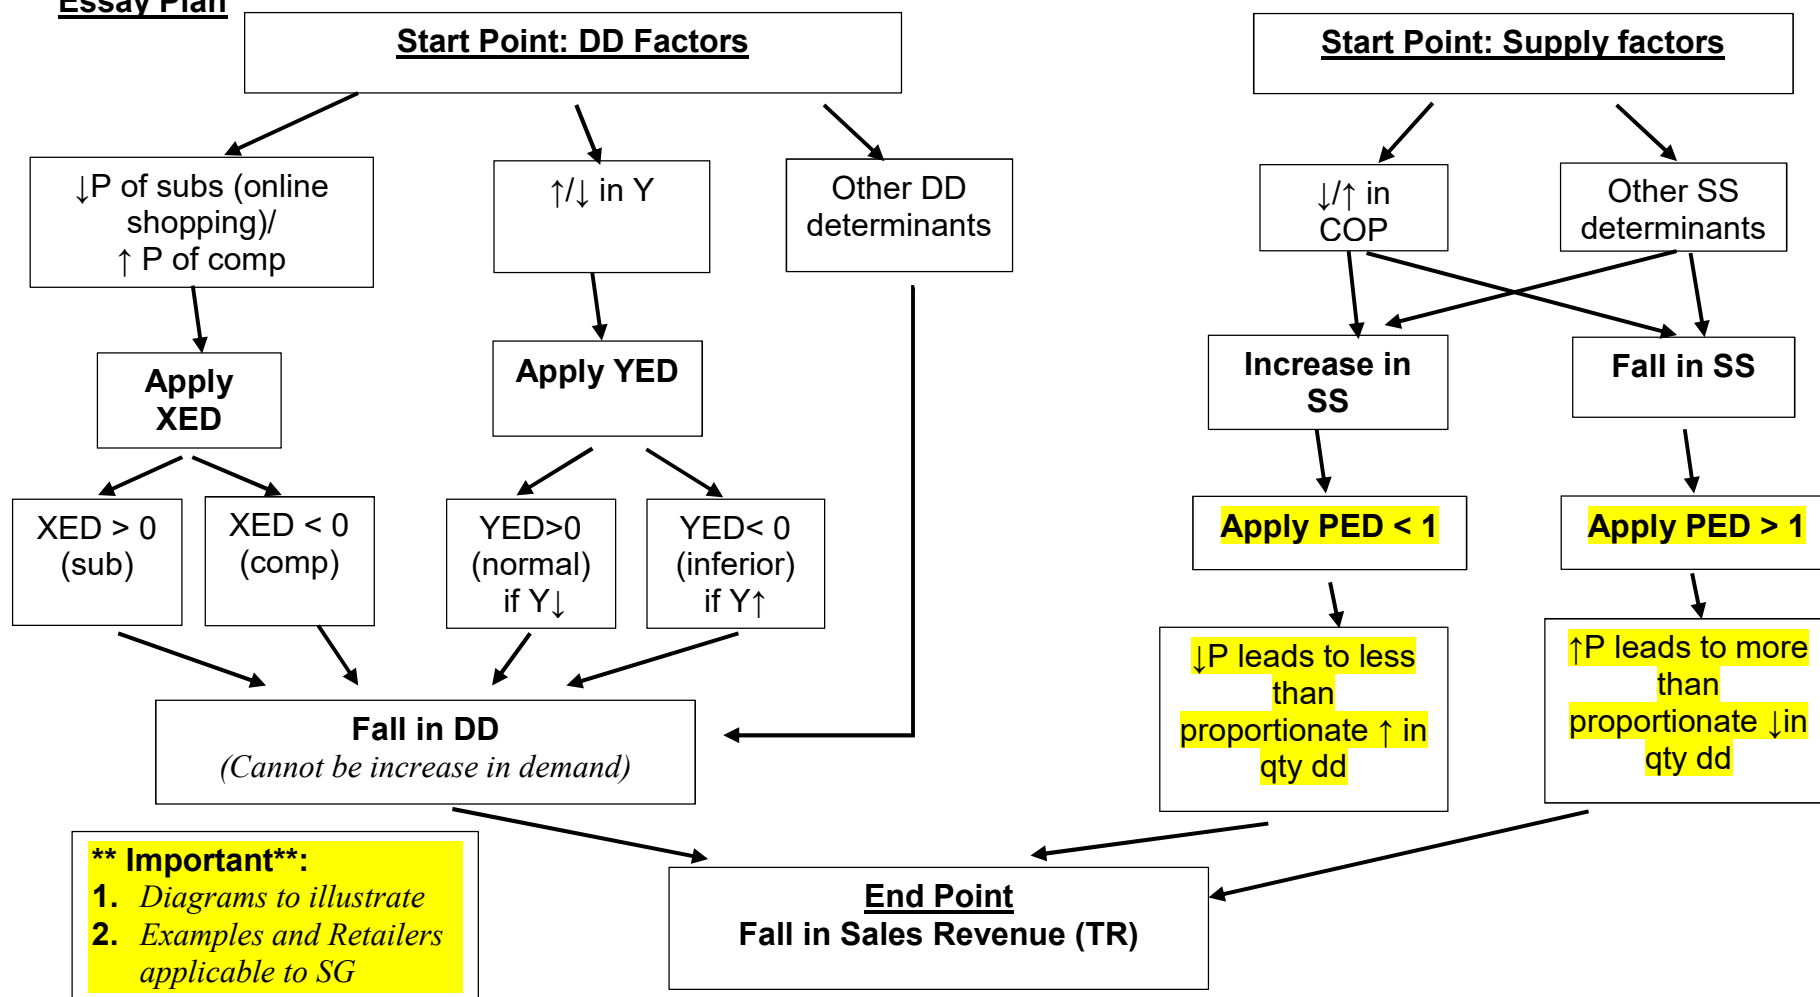 Essay Plan
Start Point: DD Factors
↓P of subs (online
shopping)/
↑ P of comp
↑/↓ in Y
Other DD
determinants
Apply
XED
Apply YED
XED > 0
(sub)
XED < 0
(comp)
YED>0
(normal)
if Y↓
YED< 0
(inferior)
if Y↑
Fall in DD
(Cannot be increase in demand)
Start Point: Supply factors
↓/↑ in
COP
Other SS
determinants
Increase in
SS
Fall in SS
Apply PED < 1
Apply PED > 1
↓P leads to less
than
proportionate ↑ in
qty dd
↑P leads to more
than
proportionate ↓in
qty dd
** Important**:
1. Diagrams to illustrate
2. Examples and Retailers
applicable to SG
End Point
Fall in Sales Revenue (TR)